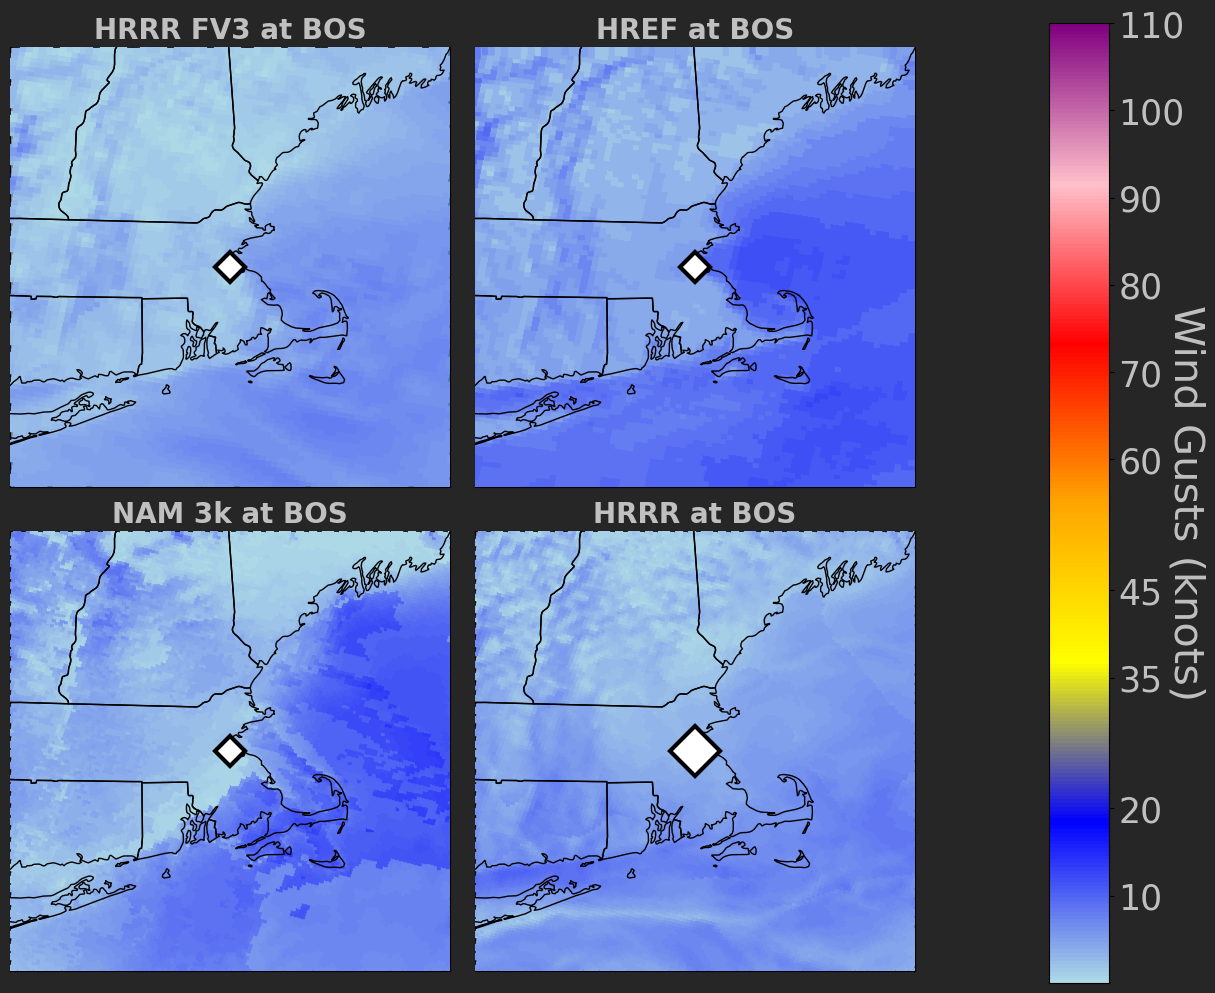 HRRR FV3 at BOS
HREF at BOS
NAM 3k at BOS
HRRR at BOS
110
100
90
80
70
60
45
35
20
10
Wind Gusts (knots)